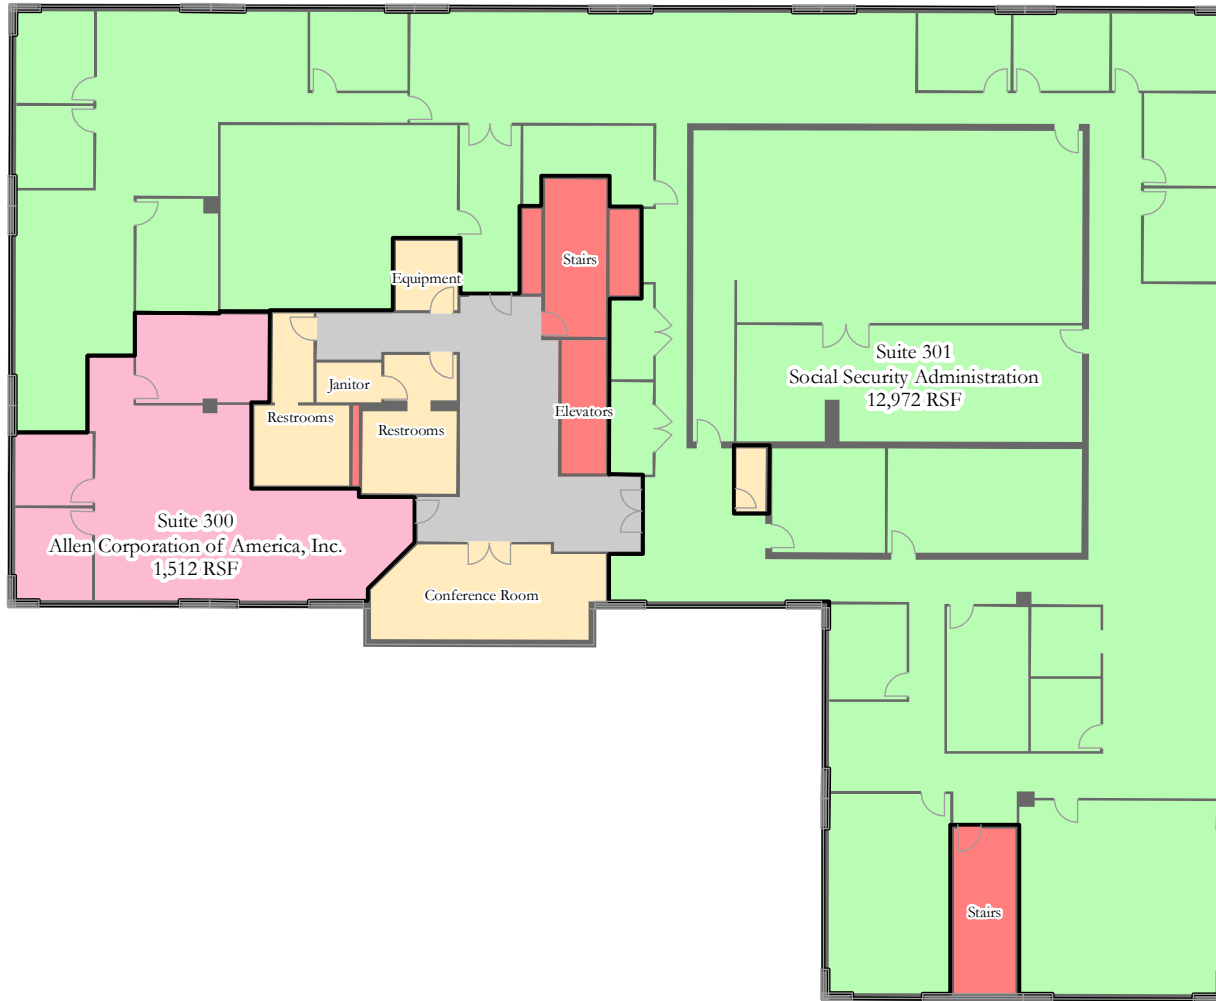 Stairs
Equipment
Suite 301
Social Security Administration
12,972 RSF
Janitor
Elevators
Restrooms
Restrooms
Suite 300
Allen Corporation of America, Inc.
1,512 RSF
Conference Room
Stairs